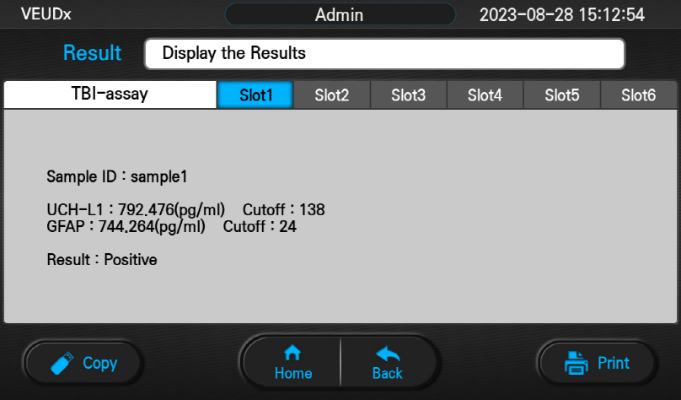 VEUDx Admin 2023-08-28 15:12:54
Result Display the Results
TBI-assay Slot1 Slot2 Slot3 Slot4 Slot5 Slot6
Sample ID : sample1
UCH-L1 : 792.476(pg/ml) Cutoff : 138
GFAP : 744.264(pg/ml) Cutoff : 24
Result : Positive
Copy Home Back Print